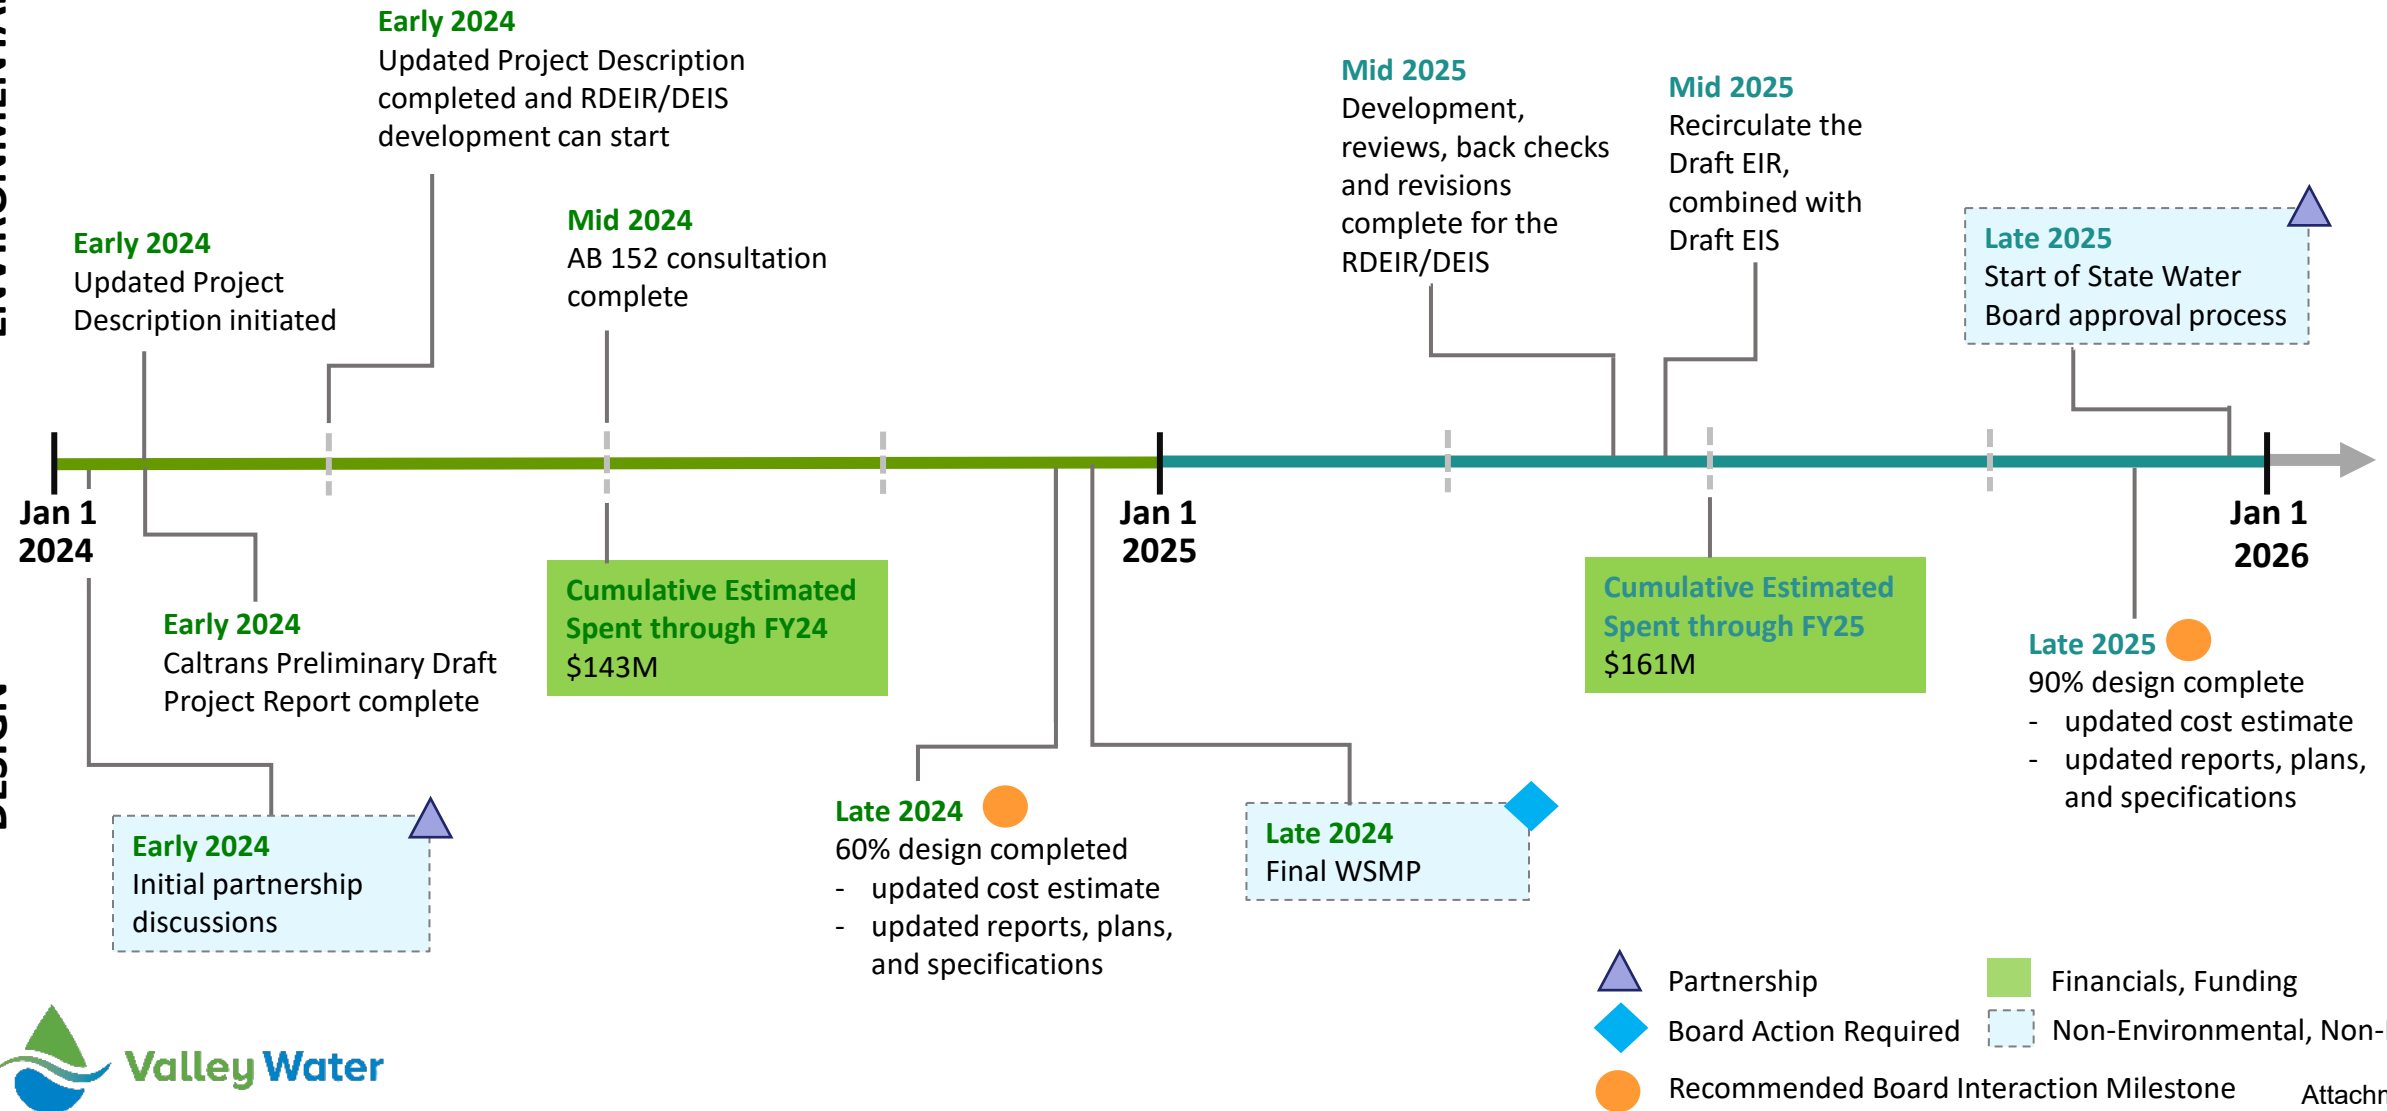 Early 2024
Updated Project Description
completed and RDEIR/DEIS
development can start
Mid 2025
Development,
reviews, back checks
and revisions
complete for the
RDEIR/DEIS
Mid 2025
Recirculate the
Draft EIR,
combined with
Draft EIS
Mid 2024
AB 152 consultation
complete
Early 2024
Updated Project
Description initiated
Late 2025
Start of State Water
Board approval process
Jan 1
2024
Jan 1
2025
Jan 1
2026
Early 2024
Caltrans Preliminary Draft
Project Report complete
Cumulative Estimated
Spent through FY24
$143M
Cumulative Estimated
Spent through FY25
$161M
Late 2025
90% design complete
- updated cost estimate
- updated reports, plans,
and specifications
Early 2024
Initial partnership
discussions
Late 2024
60% design completed
- updated cost estimate
- updated reports, plans,
and specifications
Late 2024
Final WSMP
Partnership
Financials, Funding
Board Action Required
Non-Environmental, Non-
Recommended Board Interaction Milestone
Valley Water